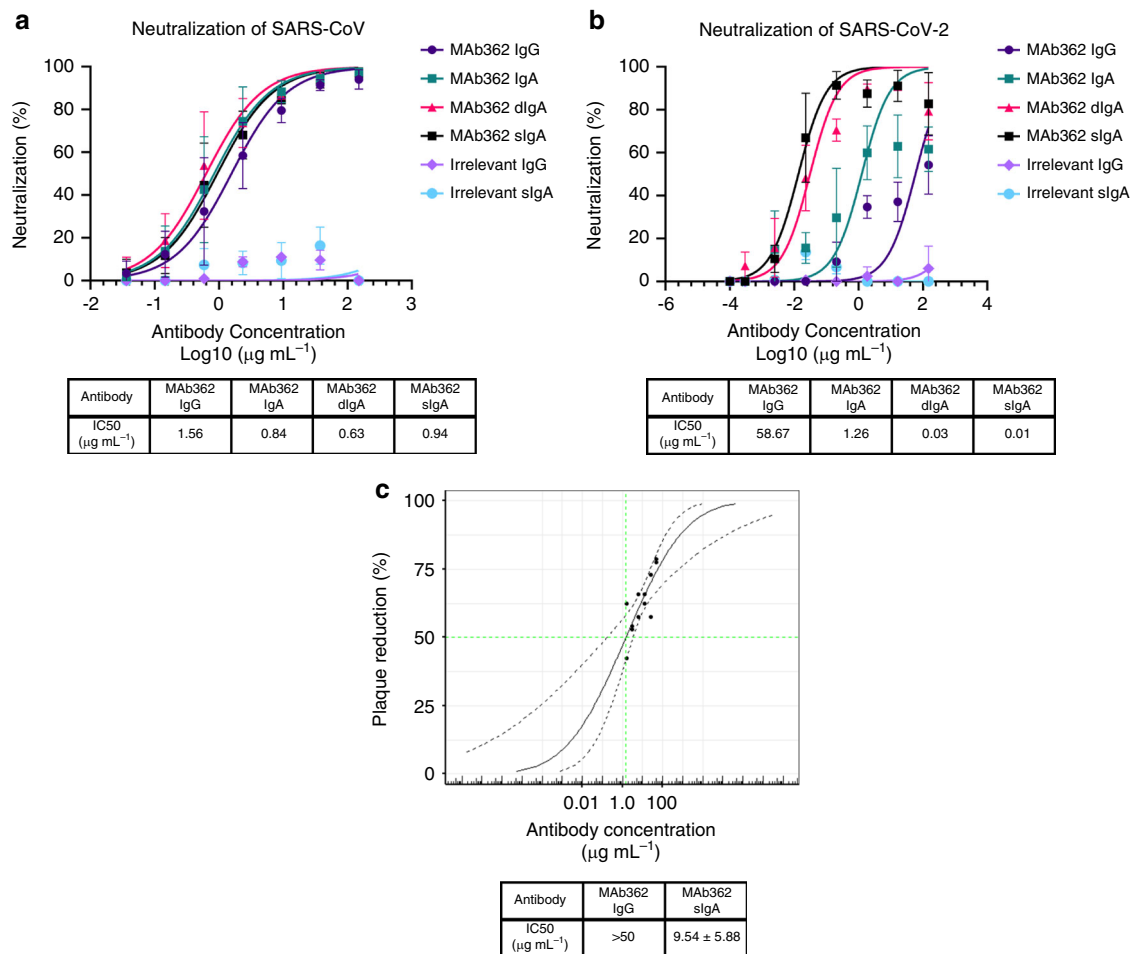 a
Neutralization of SARS-CoV
100
80
60
40
20
0
Neutralization (%)
-2
-1
0
1
2
3
Antibody Concentration
Log10 (μg mL⁻¹)
MAb362 IgG
MAb362 IgA
MAb362 dIgA
MAb362 sIgA
Irrelevant IgG
Irrelevant sIgA
Antibody MAb362 IgG MAb362 IgA MAb362 dIgA MAb362 sIgA
IC50 (μg mL⁻¹) 1.56 0.84 0.63 0.94
b
Neutralization of SARS-CoV-2
100
80
60
40
20
0
Neutralization (%)
-6
-4
-2
0
2
4
Antibody Concentration
Log10 (μg mL⁻¹)
MAb362 IgG
MAb362 IgA
MAb362 dIgA
MAb362 sIgA
Irrelevant IgG
Irrelevant sIgA
Antibody MAb362 IgG MAb362 IgA MAb362 dIgA MAb362 sIgA
IC50 (μg mL⁻¹) 58.67 1.26 0.03 0.01
c
100
75
50
25
0
Plaque reduction (%)
0.01 1.0 100
Antibody concentration
(μg mL⁻¹)
Antibody MAb362 IgG MAb362 sIgA
IC50 (μg mL⁻¹) >50 9.54 ± 5.88